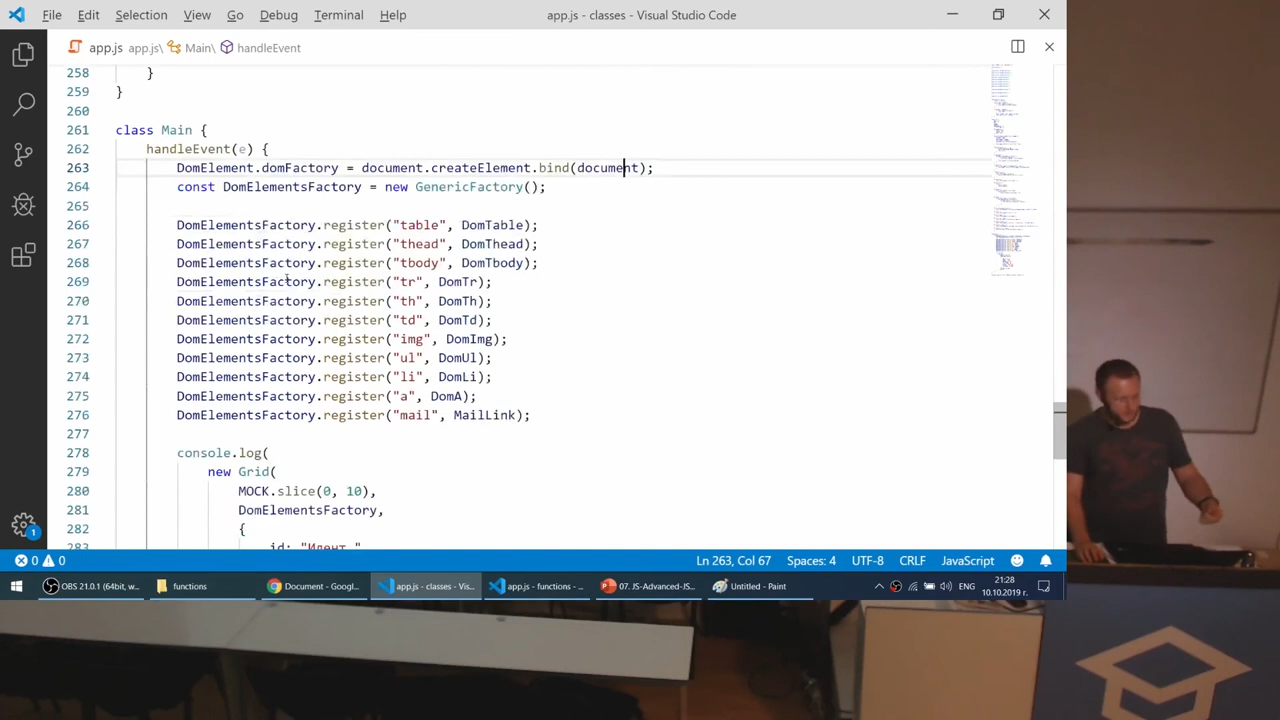 File Edit Selection View Go Debug Terminal Help
app.js - classes - Visual Studio Code
app.js app.js\ Main\ handleEvent
258 }
259
260
261 class Main {
262 handleEvent(e) {
263 DomElement.domFactory = document.createElement.bind(document);
264 const DomElementsFactory = new GenericFactory();
265
266 DomElementsFactory.register("table", DomTable);
267 DomElementsFactory.register("thead", DomThead);
268 DomElementsFactory.register("tbody", DomTbody);
269 DomElementsFactory.register("tr", DomTr);
270 DomElementsFactory.register("th", DomTh);
271 DomElementsFactory.register("td", DomTd);
272 DomElementsFactory.register("img", DomImg);
273 DomElementsFactory.register("ul", DomUl);
274 DomElementsFactory.register("li", DomLi);
275 DomElementsFactory.register("a", DomA);
276 DomElementsFactory.register("mail", MailLink);
277
278 console.log(
279 new Grid(
280 MOCK.slice(0, 10),
281 DomElementsFactory,
282 {
283 id: "Идент."
1
0 0 Ln 263, Col 67 Spaces: 4 UTF-8 CRLF JavaScript
OBS 21.0.1 (64bit, w... functions Document - Googl... app.js - classes - Vis... app.js - functions - ... 07. JS-Advanced-JS... Untitled - Paint ЕНГ 21:28
10.10.2019 г.